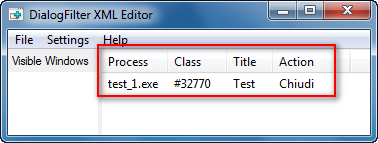 DialogFilter XML Editor
File Settings Help
Visible Windows Process Class Title Action
test_1.exe #32770 Test Chiudi